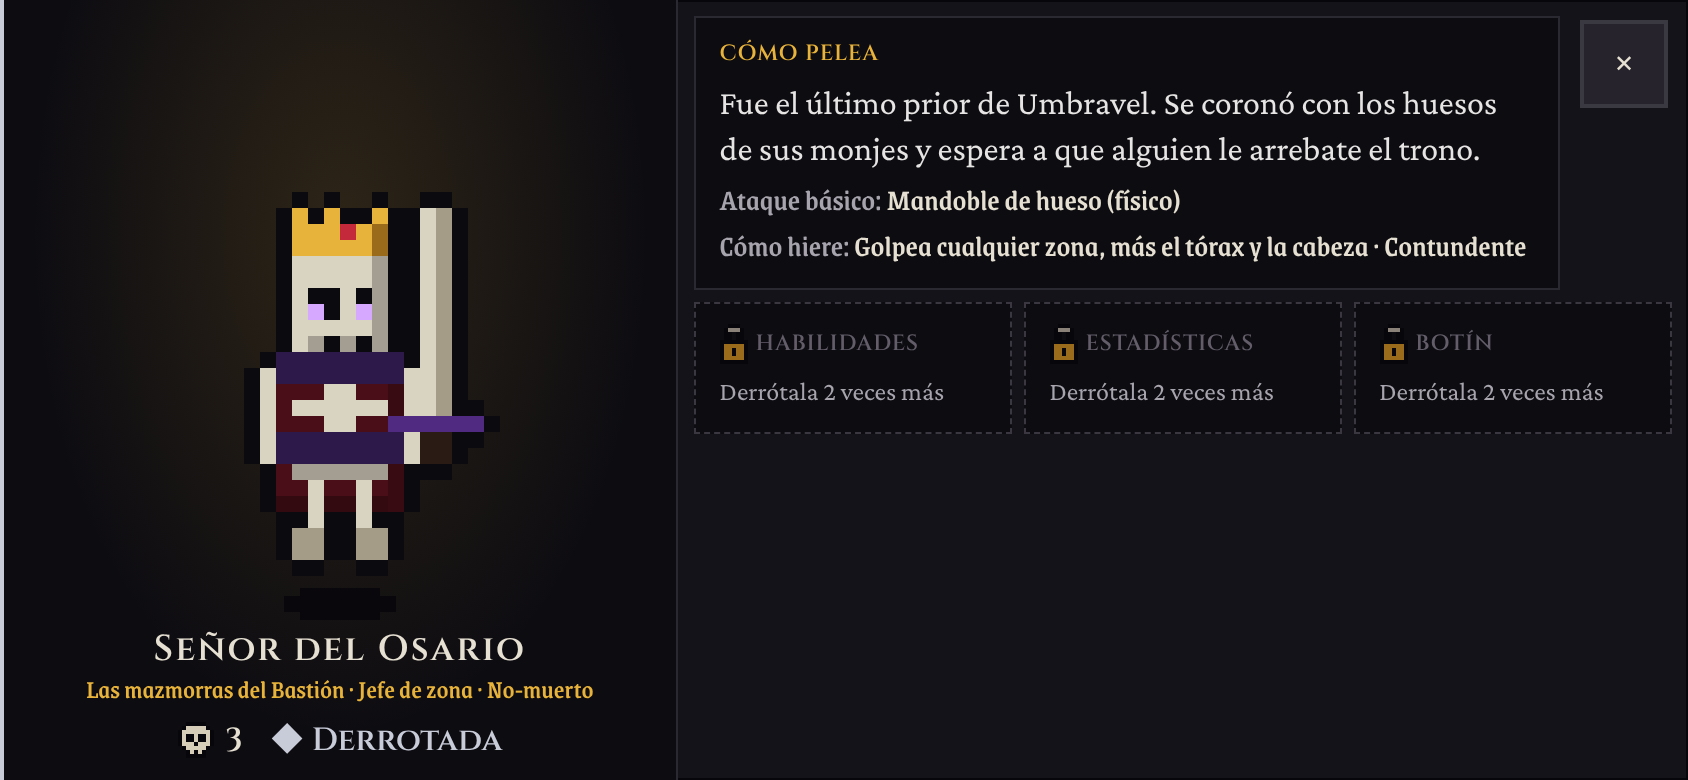 CÓMO PELEA
×
Fue el último prior de Umbravel. Se coronó con los huesos
de sus monjes y espera a que alguien le arrebate el trono.
Ataque básico: Mandoble de hueso (físico)
Cómo hiere: Golpea cualquier zona, más el tórax y la cabeza · Contundente
HABILIDADES
Derrótala 2 veces más
ESTADÍSTICAS
Derrótala 2 veces más
BOTÍN
Derrótala 2 veces más
Señor del Osario
Las mazmorras del Bastión · Jefe de zona · No-muerto
3 Derrotada